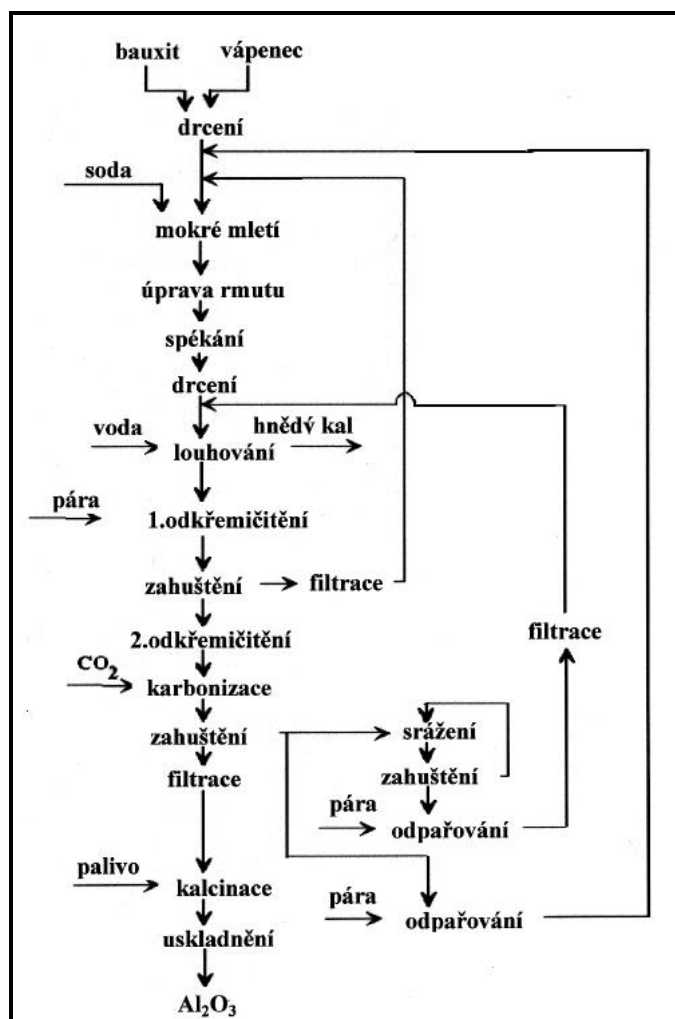 bauxit vápenec
drcení
soda
mokré mletí
úprava rmutu
spékání
drcení
voda hnědý kal
louhování
pára
1.odkřemičitění
zahuštění filtrace
2.odkřemičitění
filtrace
CO₂
karbonizace
zahuštění srážení
filtrace zahuštění
pára
odpařování
palivo
kalcinace pára
odpařování
uskladnění
Al₂O₃